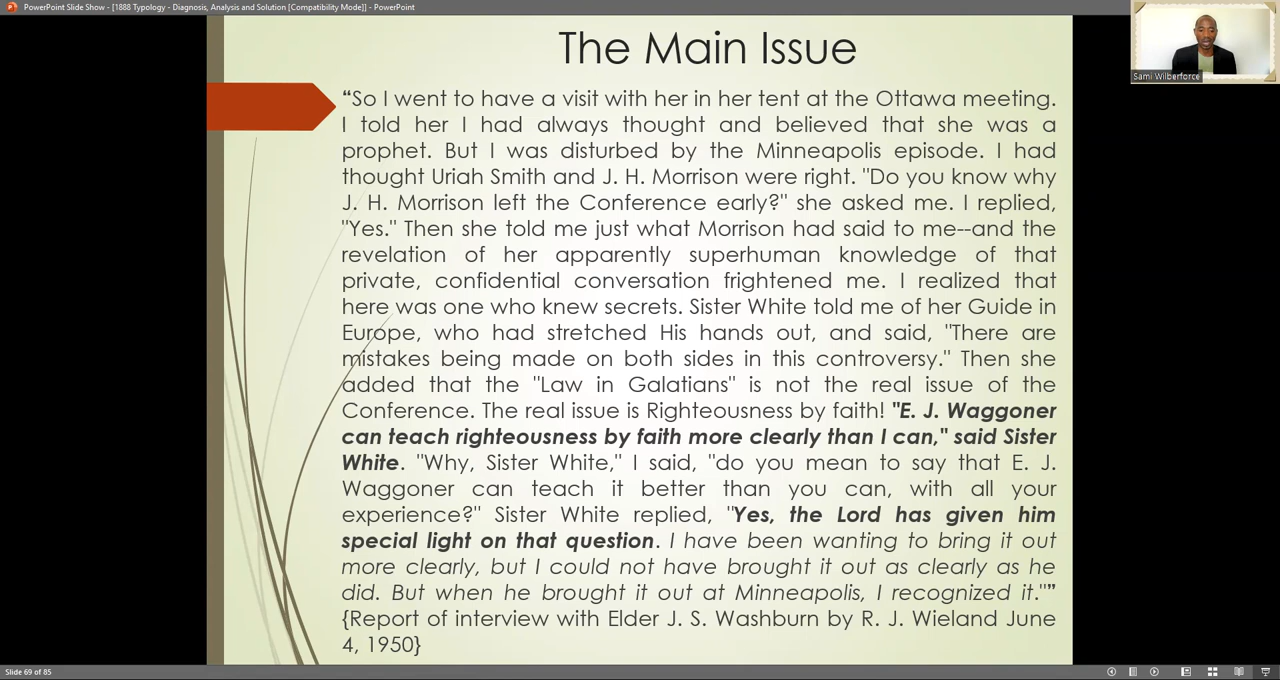 PowerPoint Slide Show - [1888 Typology - Diagnosis, Analysis and Solution [Compatibility Mode]] - PowerPoint
Sami Wilberforce
The Main Issue
“So I went to have a visit with her in her tent at the Ottawa meeting.
I told her I had always thought and believed that she was a
prophet. But I was disturbed by the Minneapolis episode. I had
thought Uriah Smith and J. H. Morrison were right. "Do you know why
J. H. Morrison left the Conference early?" she asked me. I replied,
"Yes." Then she told me just what Morrison had said to me--and the
revelation of her apparently superhuman knowledge of that
private, confidential conversation frightened me. I realized that
here was one who knew secrets. Sister White told me of her Guide in
Europe, who had stretched His hands out, and said, "There are
mistakes being made on both sides in this controversy." Then she
added that the "Law in Galatians" is not the real issue of the
Conference. The real issue is Righteousness by faith! "E. J. Waggoner
can teach righteousness by faith more clearly than I can," said Sister
White. "Why, Sister White," I said, "do you mean to say that E. J.
Waggoner can teach it better than you can, with all your
experience?" Sister White replied, "Yes, the Lord has given him
special light on that question. I have been wanting to bring it out
more clearly, but I could not have brought it out as clearly as he
did. But when he brought it out at Minneapolis, I recognized it."”
{Report of interview with Elder J. S. Washburn by R. J. Wieland June
4, 1950}
Slide 69 of 85